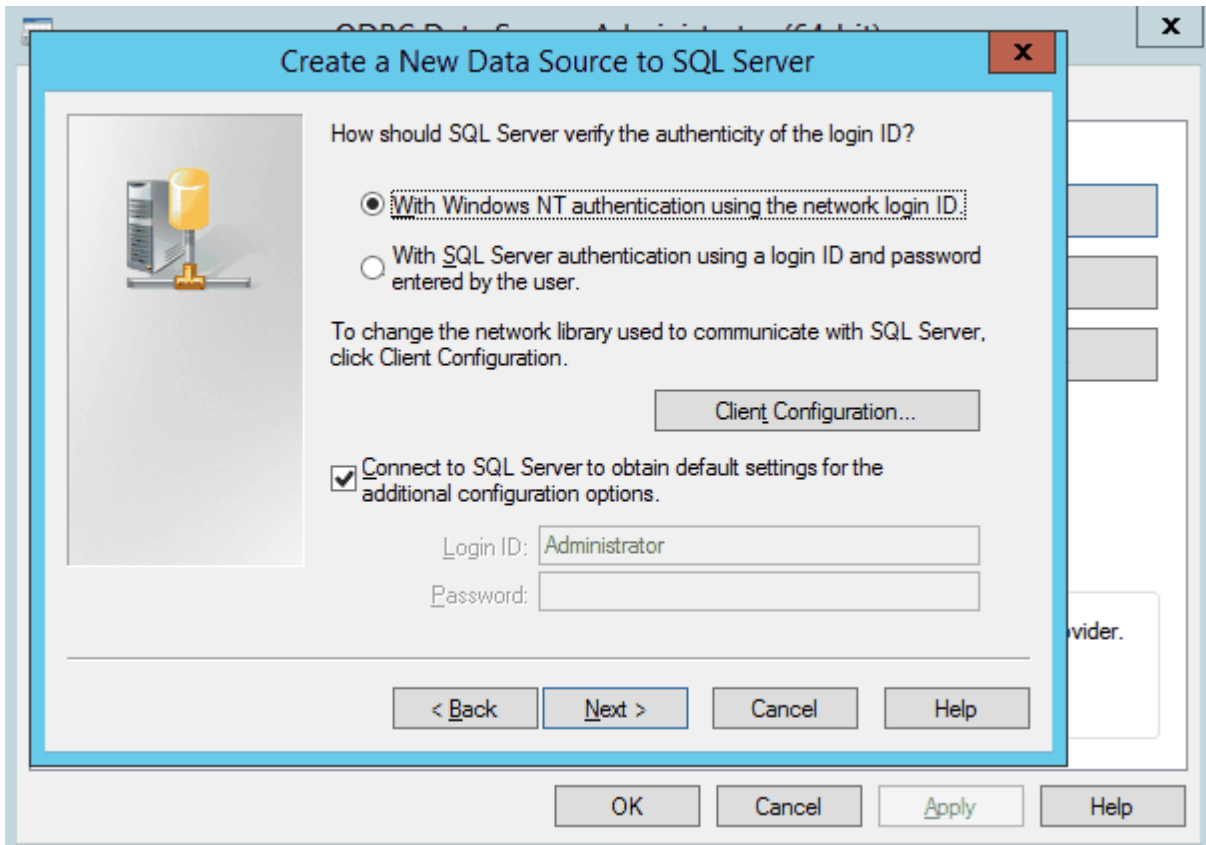 x
Create a New Data Source to SQL Server
x
How should SQL Server verify the authenticity of the login ID?
With Windows NT authentication using the network login ID.
With SQL Server authentication using a login ID and password
entered by the user.
To change the network library used to communicate with SQL Server,
click Client Configuration.
Client Configuration...
Connect to SQL Server to obtain default settings for the
additional configuration options.
Login ID: Administrator
Password:
vider.
< Back Next > Cancel Help
OK Cancel Apply Help